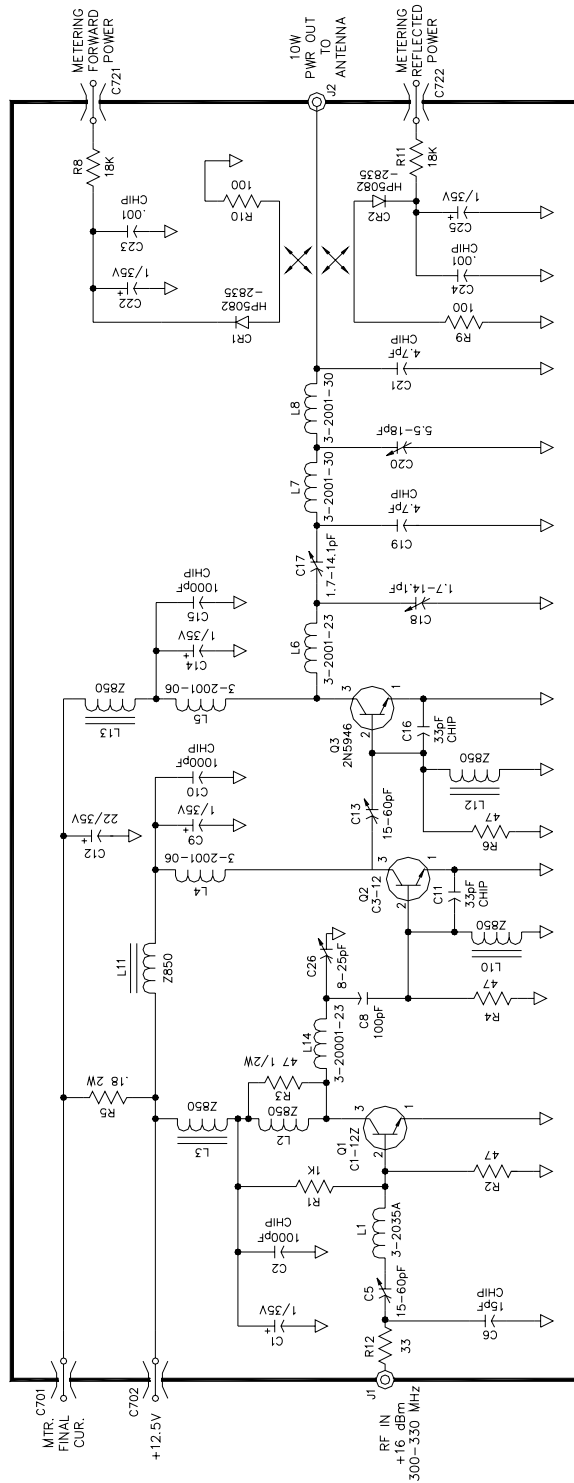 MTR.
FINAL
CUR.
C701
+12.5V
C702
RF IN
+16 dBm
300-330 MHz
J1
R12
33
C6
15pF
CHIP
C5
15-60pF
L1
3-2035A
C1
1/35V
C2
1000pF
CHIP
R1
1K
R2
47
Q1
C1-12Z
1
2
3
L3
Z850
L2
Z850
R3
47 1/2W
R5
.18 2W
L14
3-20001-23
C26
8-25pF
C8
100pF
R4
47
L10
Z850
C11
33pF
CHIP
Q2
C3-12
1
2
3
L11
Z850
L4
3-2001-06
C9
1/35V
C10
1000pF
CHIP
C12
22/35V
C13
15-60pF
R6
47
L12
Z850
C16
33pF
CHIP
Q3
2N5946
1
2
3
L13
Z850
L5
3-2001-06
C14
1/35V
C15
1000pF
CHIP
L6
3-2001-23
C18
1.7-14.1pF
C17
1.7-14.1pF
C19
4.7pF
CHIP
L7
3-2001-30
C20
5.5-18pF
L8
3-2001-30
C21
4.7pF
CHIP
CR1
HP5082
-2835
C22
1/35V
C23
.001
CHIP
R8
18K
R10
100
R9
100
CR2
HP5082
-2835
C24
.001
CHIP
C25
1/35V
R11
18K
METERING
FORWARD
POWER
C721
10W
PWR OUT
TO
ANTENNA
J2
METERING
REFLECTED
POWER
C722